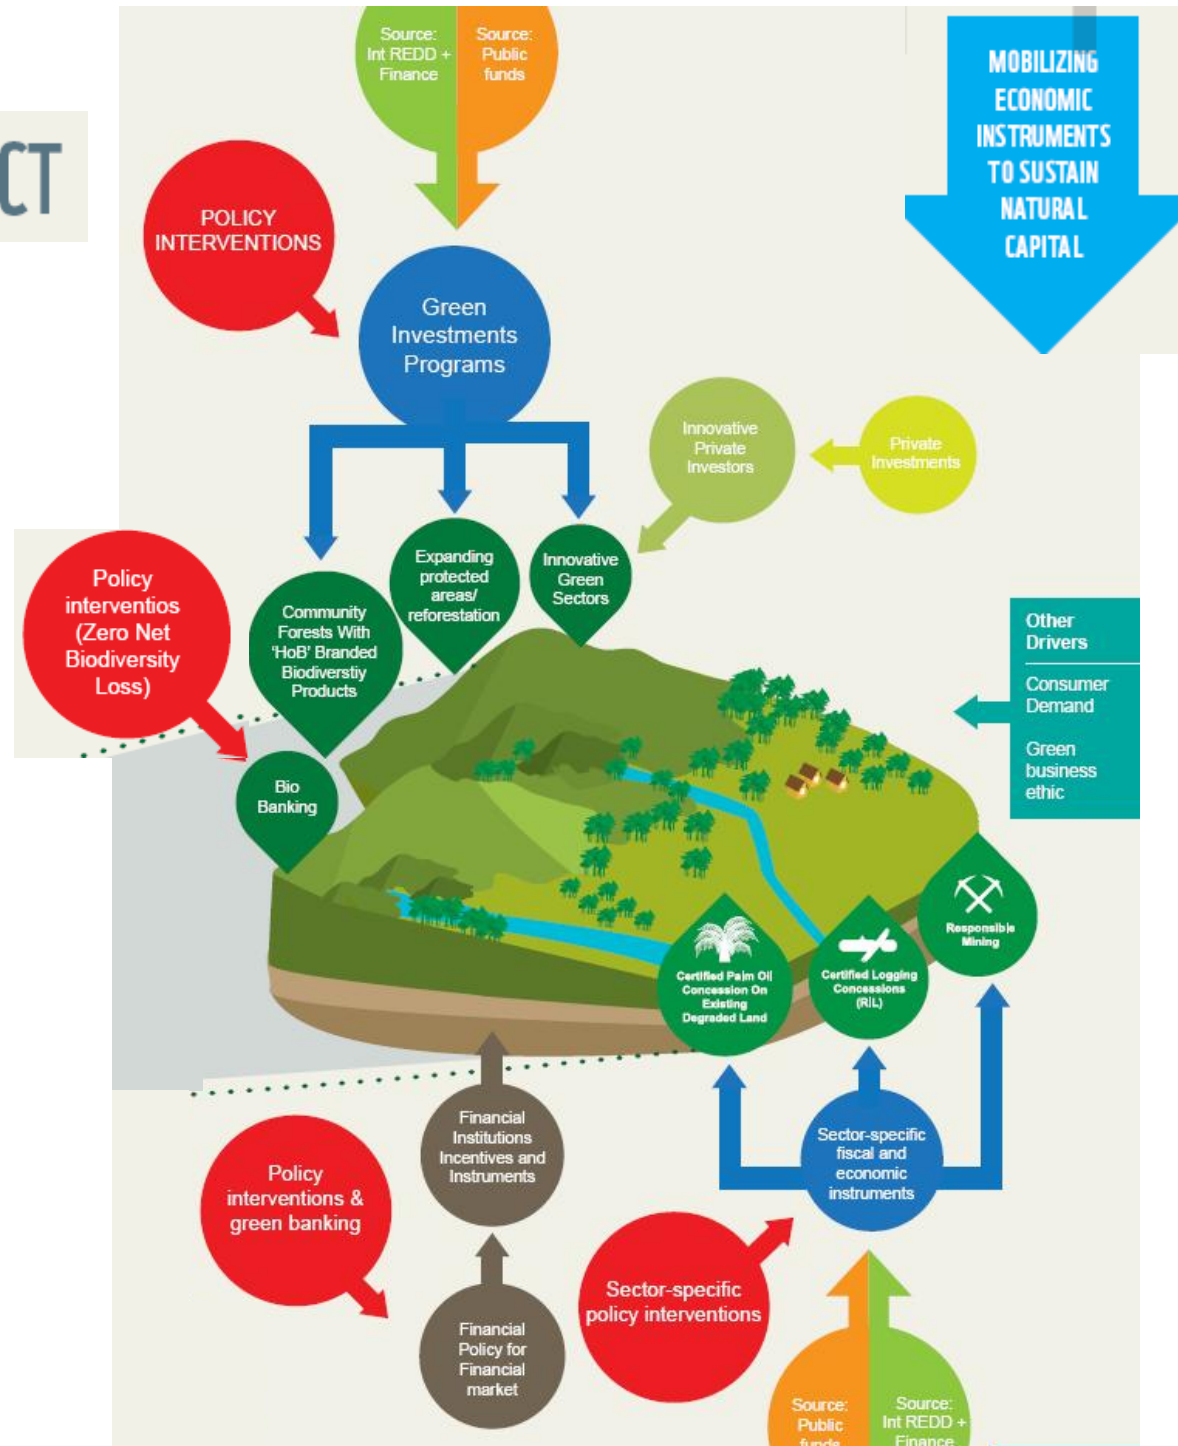 Source:
Int REDD +
Finance
Source:
Public
funds
MOBILIZING
ECONOMIC
INSTRUMENTS
TO SUSTAIN
NATURAL
CAPITAL
CT
POLICY
INTERVENTIONS
Green
Investments
Programs
Innovative
Private
Investors
Private
Investments
Policy
interventios
(Zero Net
Biodiversity
Loss)
Community
Forests With
'HoB' Branded
Biodiverstiy
Products
Expanding
protected
areas/
reforestation
Innovative
Green
Sectors
Other
Drivers
Consumer
Demand
Green
business
ethic
Bio
Banking
Responsible
Mining
Certified Palm Oil
Concession On
Existing
Degraded Land
Certified Logging
Concessions
(RIL)
Financial
Institutions
Incentives and
Instruments
Sector-specific
fiscal and
economic
instruments
Policy
interventions &
green banking
Sector-specific
policy interventions
Financial
Policy for
Financial
market
Source:
Public
funds
Source:
Int REDD +
Finance